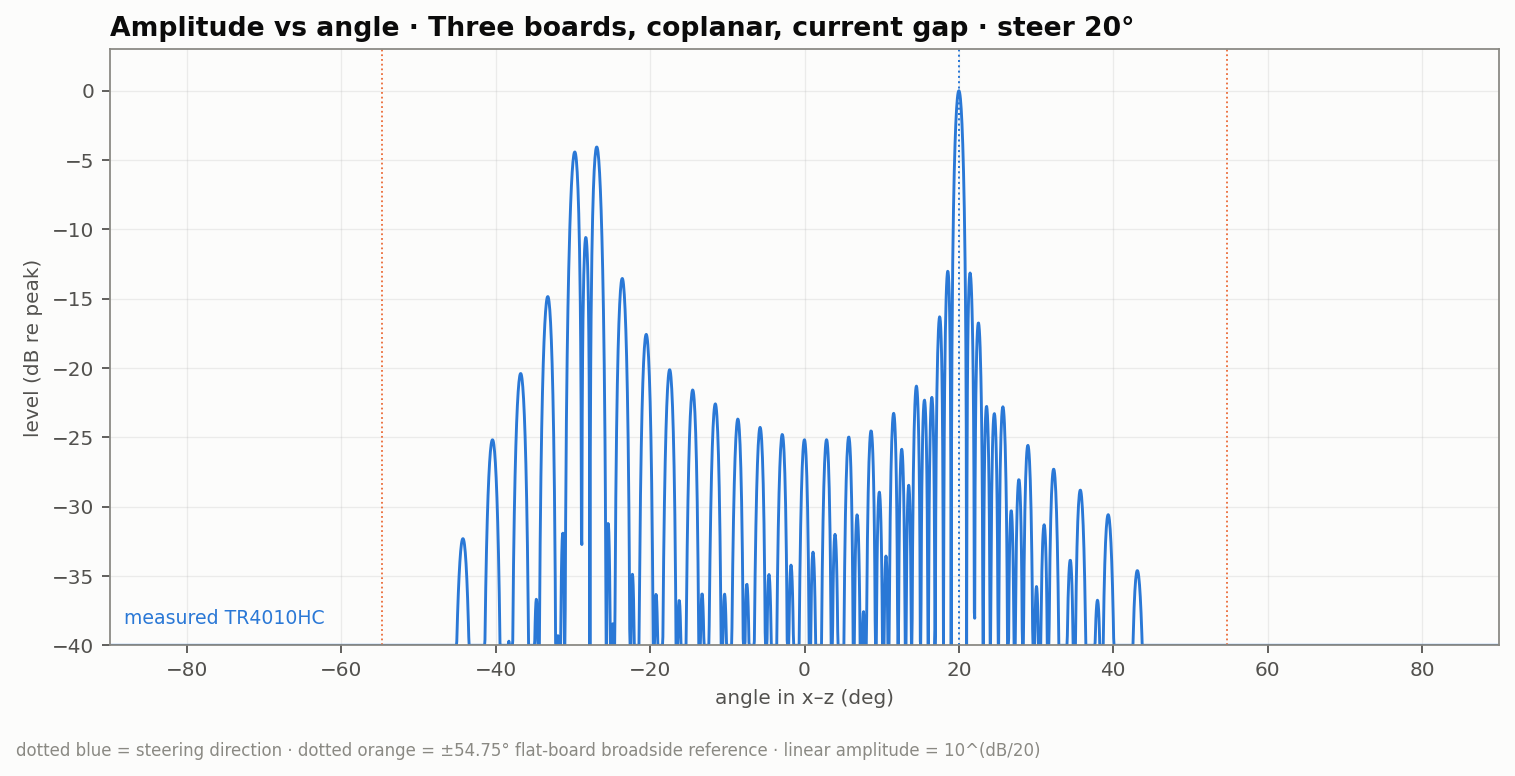 Amplitude vs angle · Three boards, coplanar, current gap · steer 20°
level (dB re peak)
0
−5
−10
−15
−20
−25
−30
−35
−40
measured TR4010HC
−80 −60 −40 −20 0 20 40 60 80
angle in x–z (deg)
dotted blue = steering direction · dotted orange = ±54.75° flat-board broadside reference · linear amplitude = 10^(dB/20)